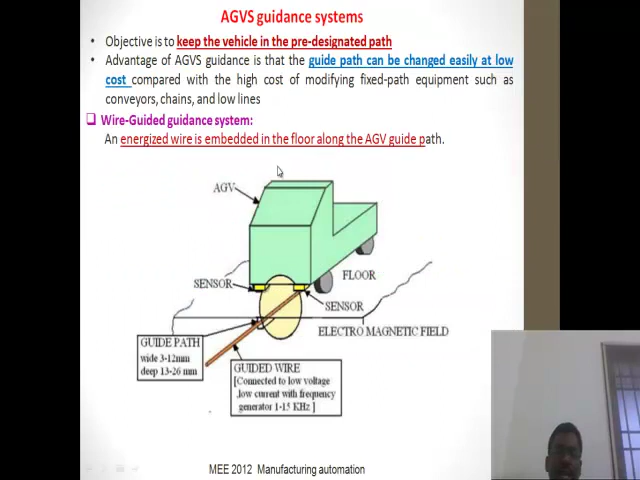 AGVS guidance systems
• Objective is to keep the vehicle in the pre-designated path
• Advantage of AGVS guidance is that the guide path can be changed easily at low
cost compared with the high cost of modifying fixed-path equipment such as
conveyors, chains, and low lines
❑ Wire-Guided guidance system:
An energized wire is embedded in the floor along the AGV guide path.
AGV
FLOOR
SENSOR
SENSOR
ELECTRO MAGNETIC FIELD
GUIDE PATH
wide 3-12mm
deep 13-26 mm
GUIDED WIRE
[Connected to low voltage
,low current with frequency
generator 1-15 KHz ]
MEE 2012 Manufacturing automation